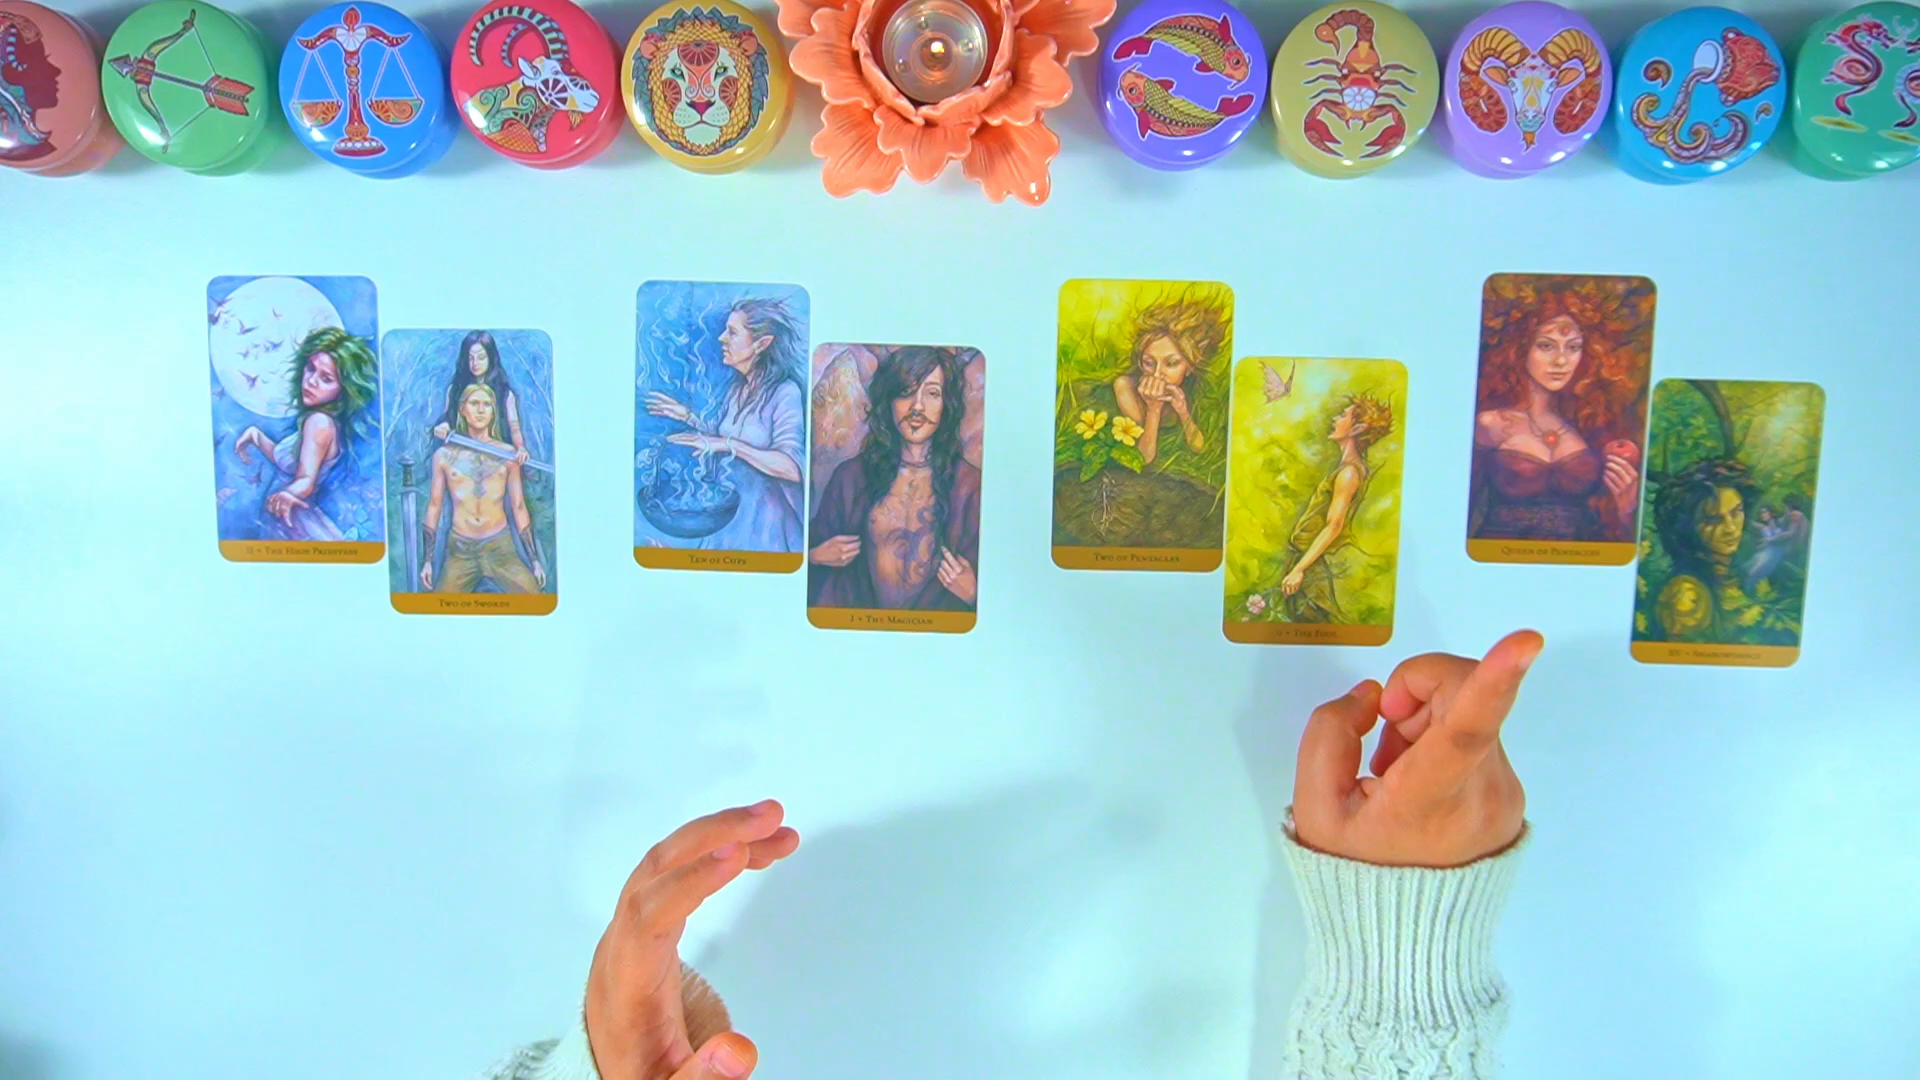 II • THE HIGH PRIESTESS
TWO OF SWORDS
TEN OF CUPS
I • THE MAGICIAN
TWO OF PENTACLES
0 • THE FOOL
QUEEN OF PENTACLES